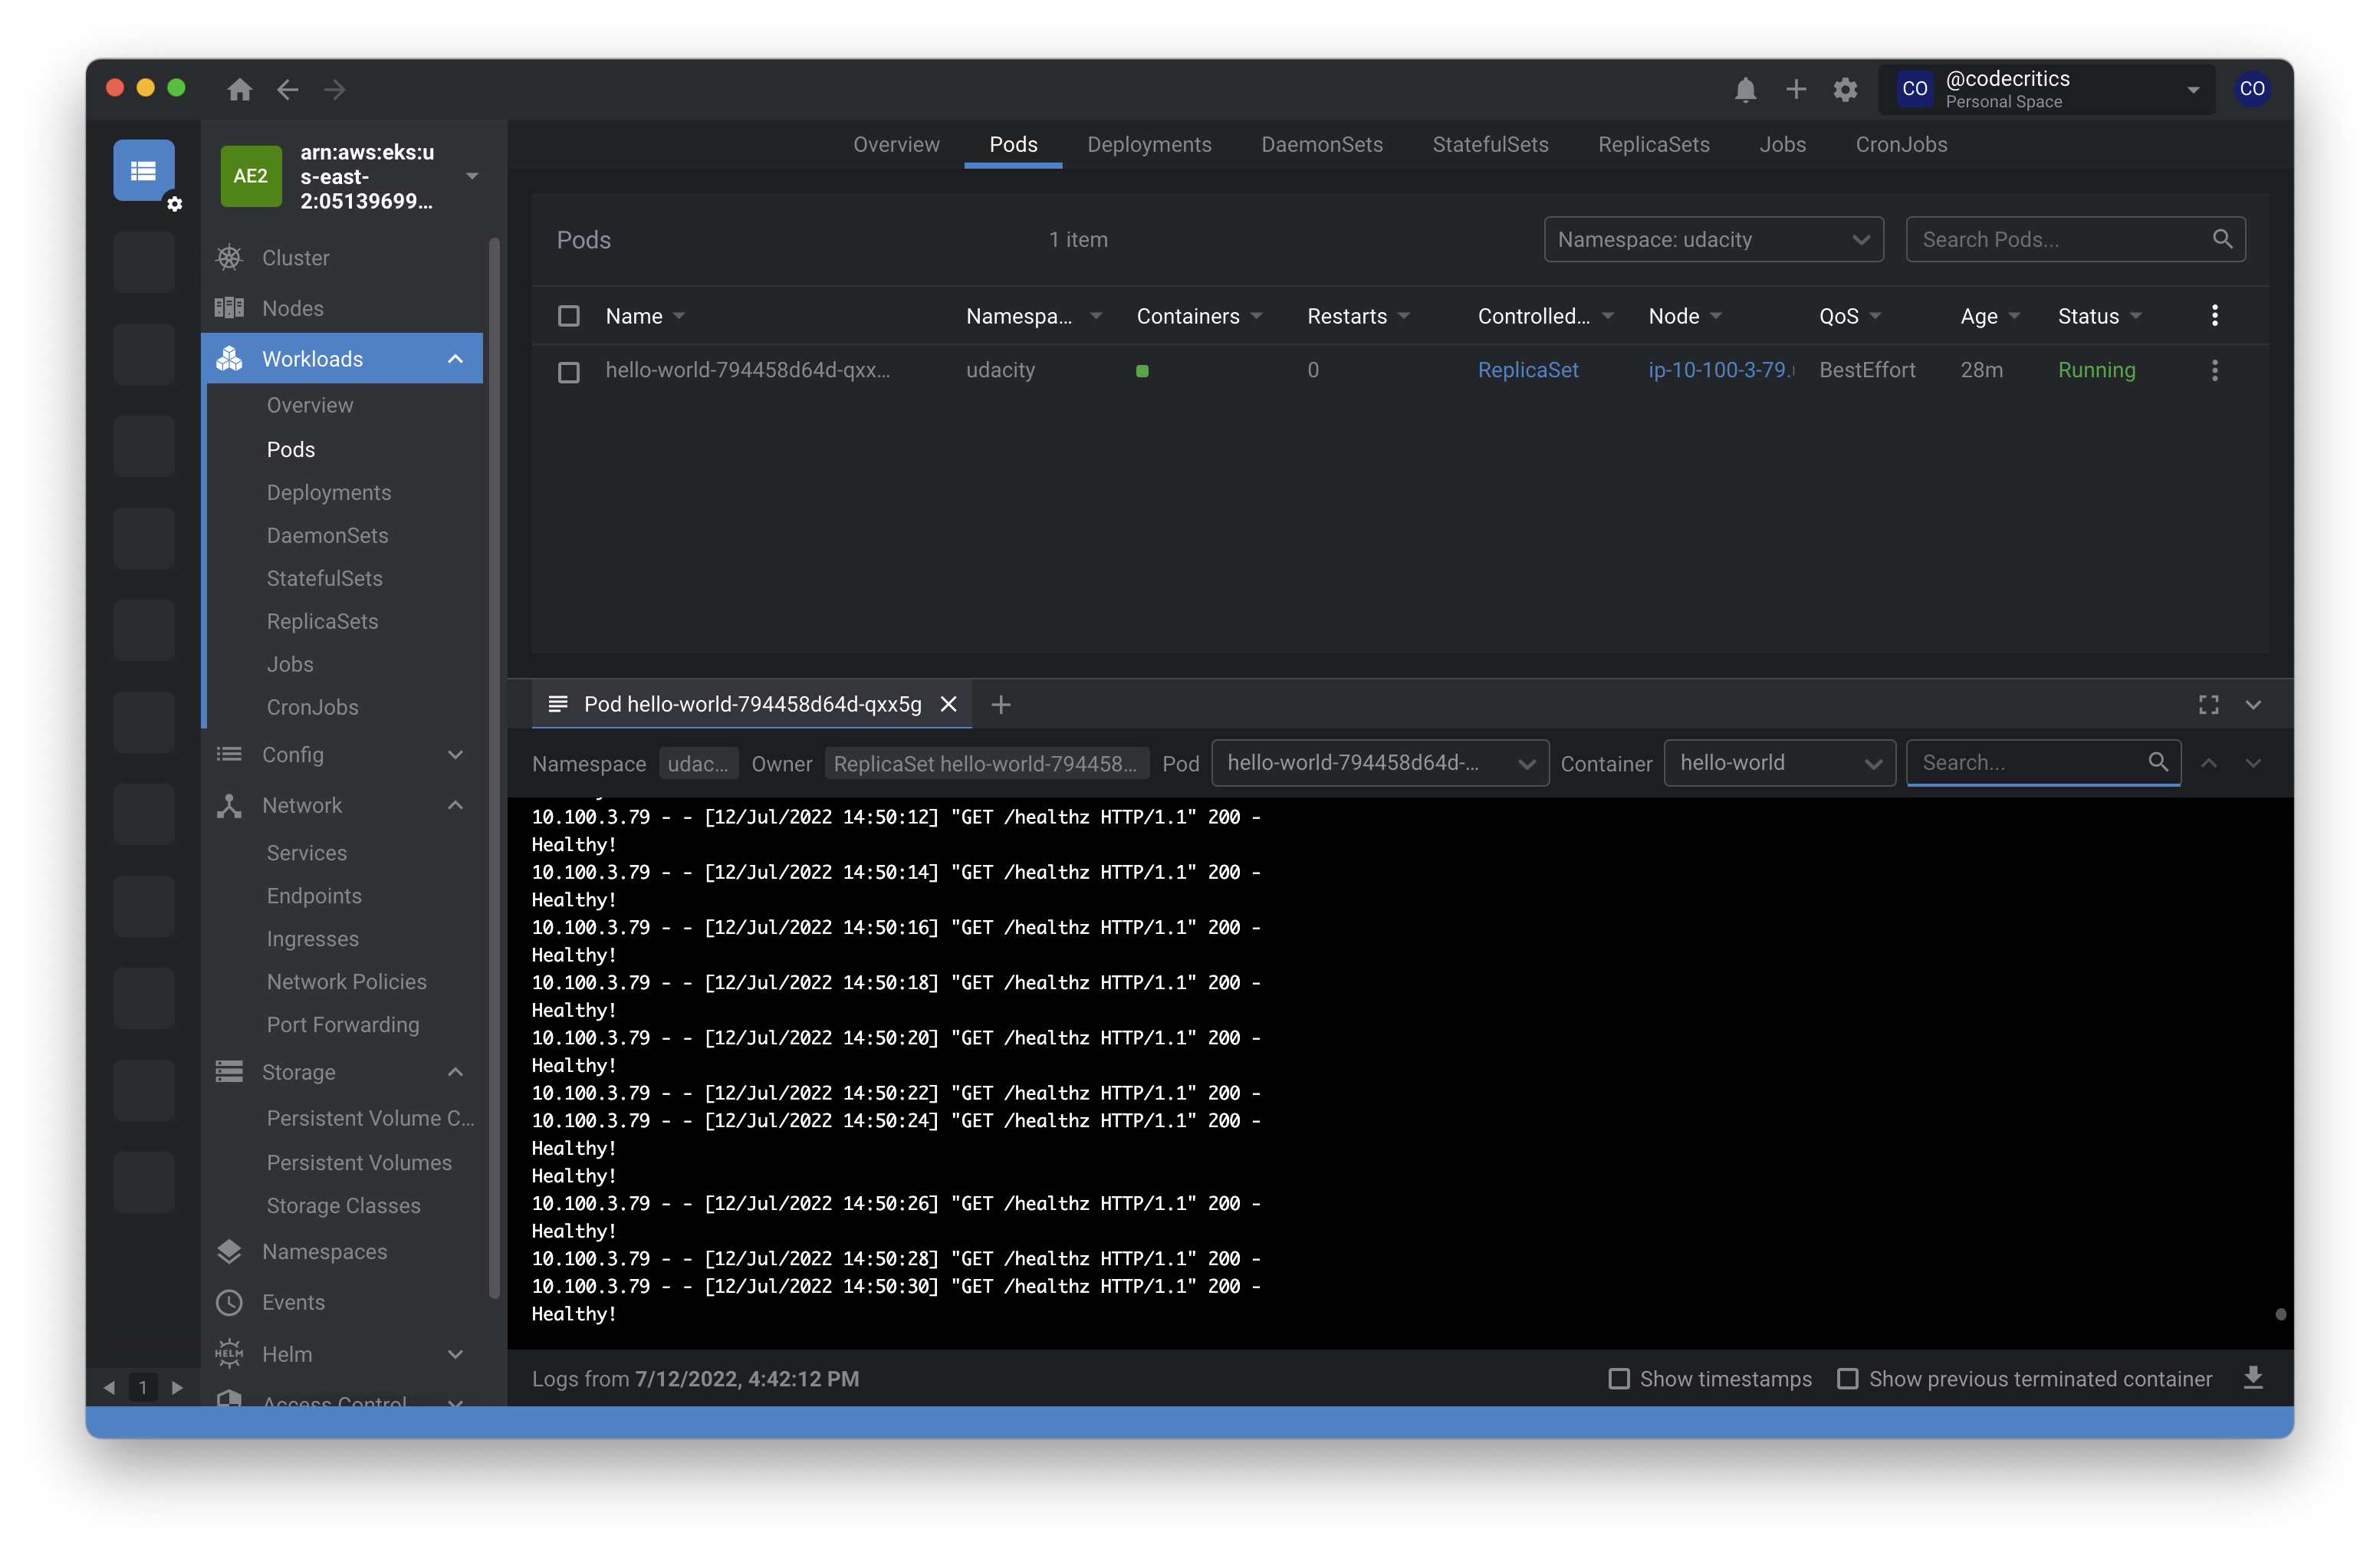 CO
@codecritics
Personal Space
CO
AE2
arn:aws:eks:u
s-east-
2:05139699...
Cluster
Nodes
Workloads
Overview
Pods
Deployments
DaemonSets
StatefulSets
ReplicaSets
Jobs
CronJobs
Config
Network
Services
Endpoints
Ingresses
Network Policies
Port Forwarding
Storage
Persistent Volume C...
Persistent Volumes
Storage Classes
Namespaces
Events
HELM
Helm
Access Control
1
Overview Pods Deployments DaemonSets StatefulSets ReplicaSets Jobs CronJobs
Pods 1 item Namespace: udacity Search Pods...
Name Namespa... Containers Restarts Controlled... Node QoS Age Status
hello-world-794458d64d-qxx... udacity 0 ReplicaSet ip-10-100-3-79. BestEffort 28m Running
Pod hello-world-794458d64d-qxx5g
Namespace udac... Owner ReplicaSet hello-world-794458... Pod hello-world-794458d64d-... Container hello-world Search...
10.100.3.79 - - [12/Jul/2022 14:50:12] "GET /healthz HTTP/1.1" 200 -
Healthy!
10.100.3.79 - - [12/Jul/2022 14:50:14] "GET /healthz HTTP/1.1" 200 -
Healthy!
10.100.3.79 - - [12/Jul/2022 14:50:16] "GET /healthz HTTP/1.1" 200 -
Healthy!
10.100.3.79 - - [12/Jul/2022 14:50:18] "GET /healthz HTTP/1.1" 200 -
Healthy!
10.100.3.79 - - [12/Jul/2022 14:50:20] "GET /healthz HTTP/1.1" 200 -
Healthy!
10.100.3.79 - - [12/Jul/2022 14:50:22] "GET /healthz HTTP/1.1" 200 -
10.100.3.79 - - [12/Jul/2022 14:50:24] "GET /healthz HTTP/1.1" 200 -
Healthy!
Healthy!
10.100.3.79 - - [12/Jul/2022 14:50:26] "GET /healthz HTTP/1.1" 200 -
Healthy!
10.100.3.79 - - [12/Jul/2022 14:50:28] "GET /healthz HTTP/1.1" 200 -
10.100.3.79 - - [12/Jul/2022 14:50:30] "GET /healthz HTTP/1.1" 200 -
Healthy!
Logs from 7/12/2022, 4:42:12 PM Show timestamps Show previous terminated container